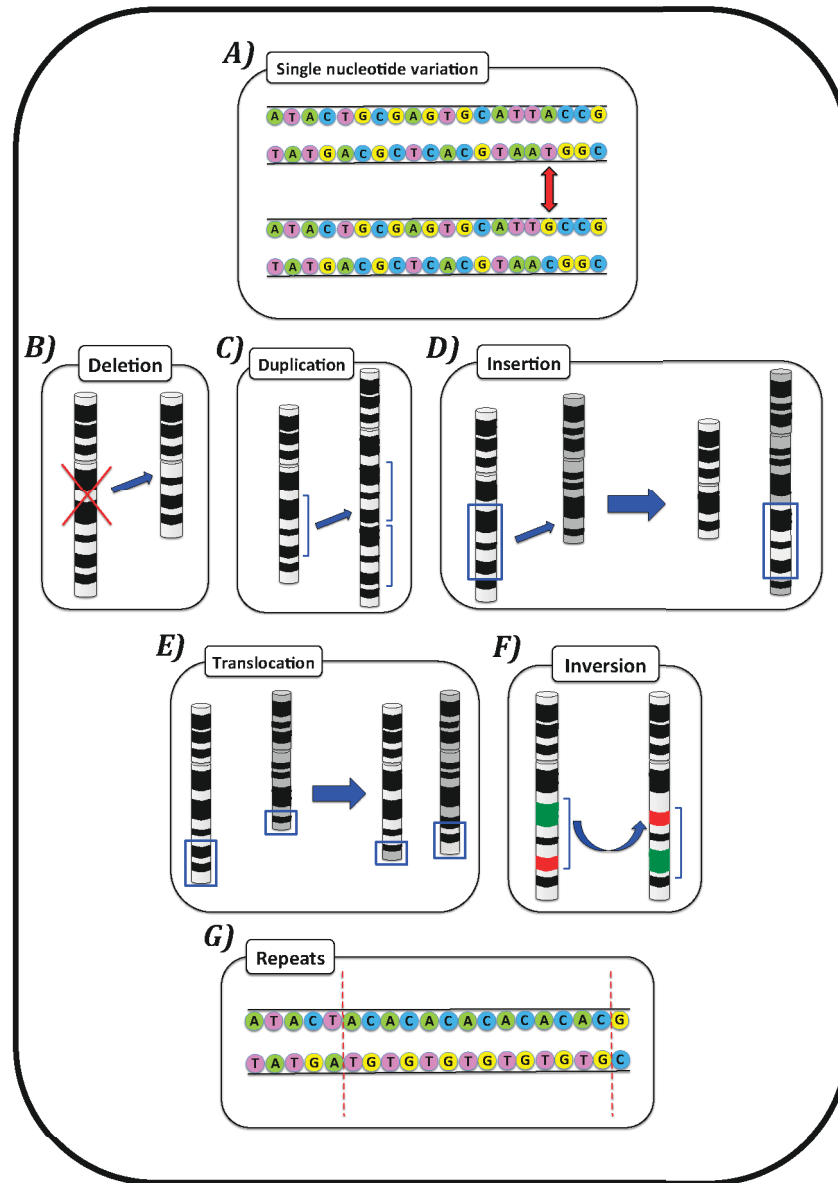 A)
Single nucleotide variation
ATACTGCGAGTGCATTACCG
TATGACGCTCACGTAATGGC
ATACTGCGAGTGCATTGCCG
TATGACGCTCACGTAACGGC
B)
Deletion
C)
Duplication
D)
Insertion
E)
Translocation
F)
Inversion
G)
Repeats
ATACTACACACACACACACG
TATGATGTGTGTGTGTGTGC